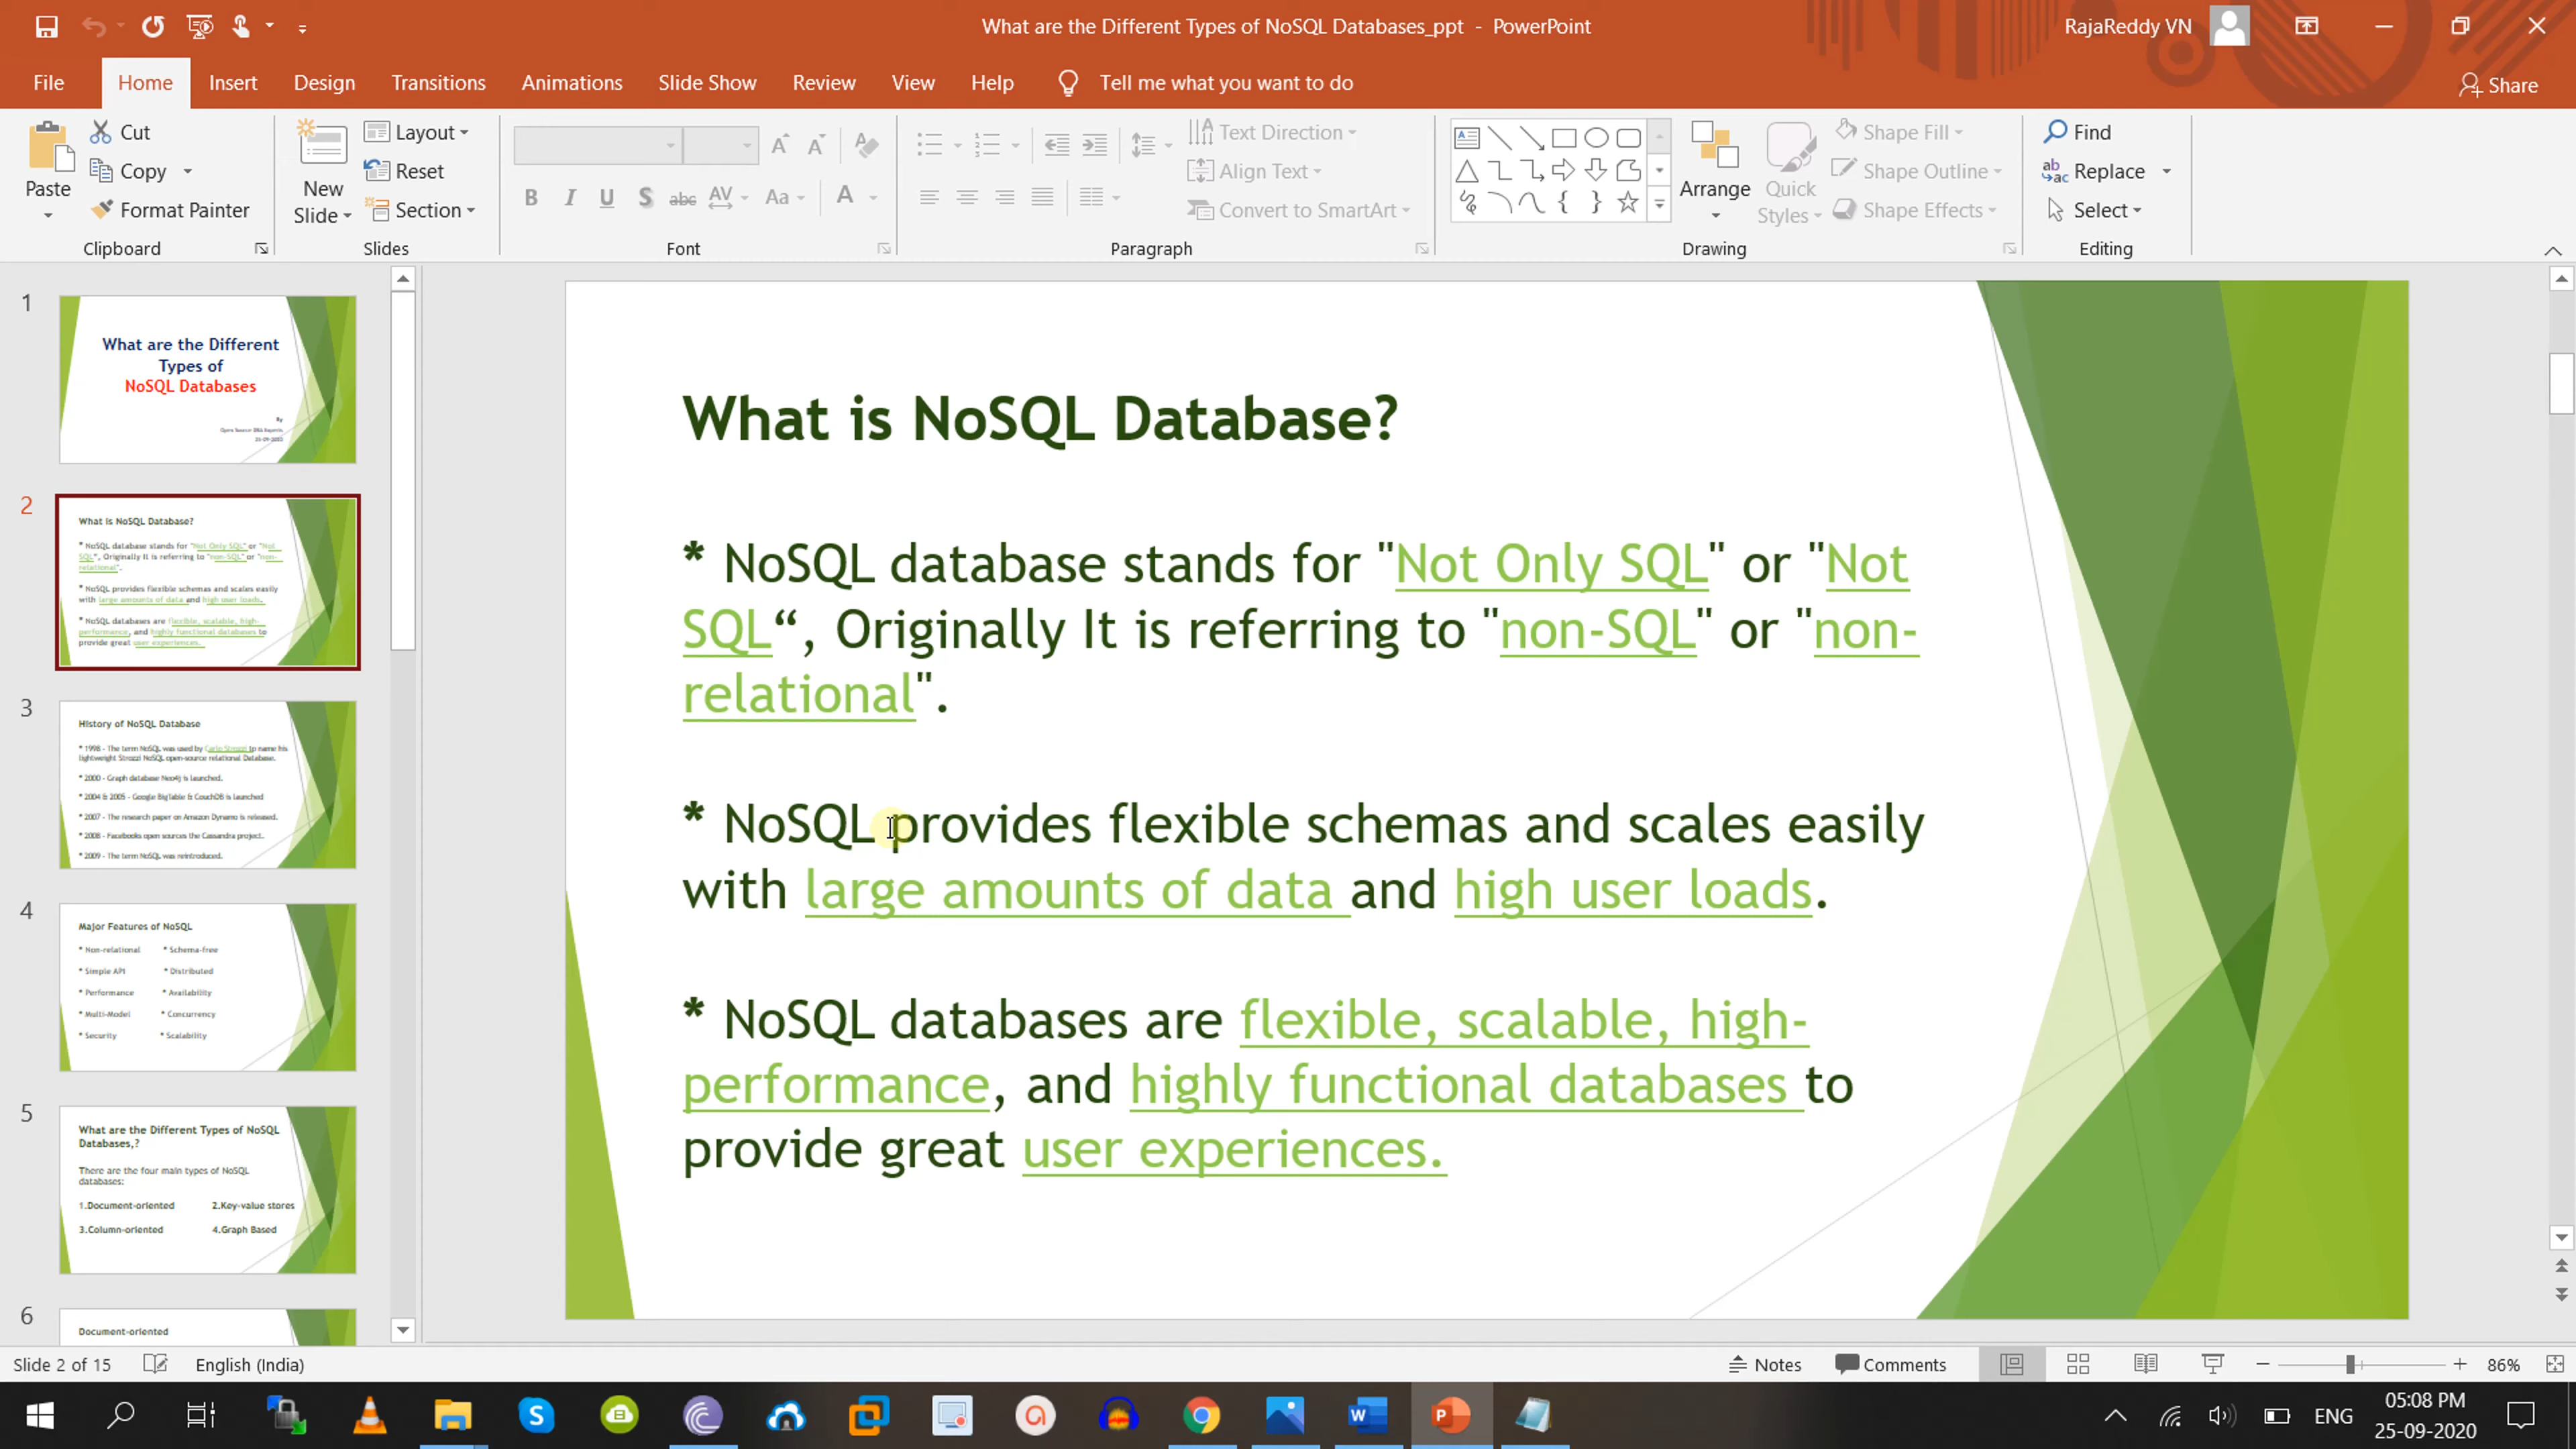 What are the Different Types of NoSQL Databases_ppt - PowerPoint
RajaReddy VN
File Home Insert Design Transitions Animations Slide Show Review View Help Tell me what you want to do
Share
Paste
Cut
Copy
Format Painter
Clipboard
New
Slide
Layout
Reset
Section
Slides
Font
Text Direction
Align Text
Convert to SmartArt
Paragraph
Arrange
Quick
Styles
Shape Fill
Shape Outline
Shape Effects
Drawing
Find
Replace
Select
Editing
1
What are the Different
Types of
NoSQL Databases
By
Open Source DBA Experts
25-09-2020
2
What is NoSQL Database?
* NoSQL database stands for "Not Only SQL" or "Not
SQL“, Originally It is referring to "non-SQL" or "non-
relational".
* NoSQL provides flexible schemas and scales easily
with large amounts of data and high user loads.
* NoSQL databases are flexible, scalable, high-
performance, and highly functional databases to
provide great user experiences.
3
History of NoSQL Database
* 1998 - The term NoSQL was used by Carlo Strozzi to name his
lightweight Strozzi NoSQL open-source relational Database.
* 2000 - Graph database Neo4j is launched.
* 2004 & 2005 - Google BigTable & CouchDB is launched
* 2007 - The research paper on Amazon Dynamo is released.
* 2008 - Facebooks open sources the Cassandra project.
* 2009 - The term NoSQL was reintroduced.
4
Major Features of NoSQL
* Non-relational * Schema-free
* Simple API * Distributed
* Performance * Availability
* Multi-Model * Concurrency
* Security * Scalability
5
What are the Different Types of NoSQL
Databases,?
There are the four main types of NoSQL
databases:
1.Document-oriented 2.Key-value stores
3.Column-oriented 4.Graph Based
6
Document-oriented
What is NoSQL Database?
* NoSQL database stands for "Not Only SQL" or "Not
SQL“, Originally It is referring to "non-SQL" or "non-
relational".
* NoSQL provides flexible schemas and scales easily
with large amounts of data and high user loads.
* NoSQL databases are flexible, scalable, high-
performance, and highly functional databases to
provide great user experiences.
Slide 2 of 15 English (India) Notes Comments 86%
ENG
05:08 PM
25-09-2020